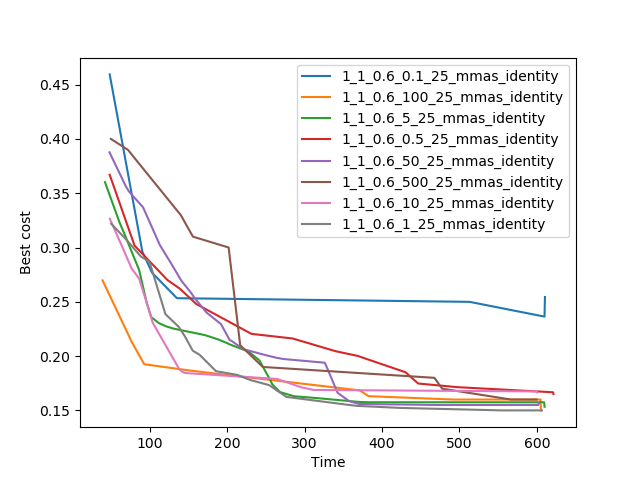 0.45
0.40
0.35
0.30
0.25
0.20
0.15
Best cost
1_1_0.6_0.1_25_mmas_identity
1_1_0.6_100_25_mmas_identity
1_1_0.6_5_25_mmas_identity
1_1_0.6_0.5_25_mmas_identity
1_1_0.6_50_25_mmas_identity
1_1_0.6_500_25_mmas_identity
1_1_0.6_10_25_mmas_identity
1_1_0.6_1_25_mmas_identity
100 200 300 400 500 600
Time